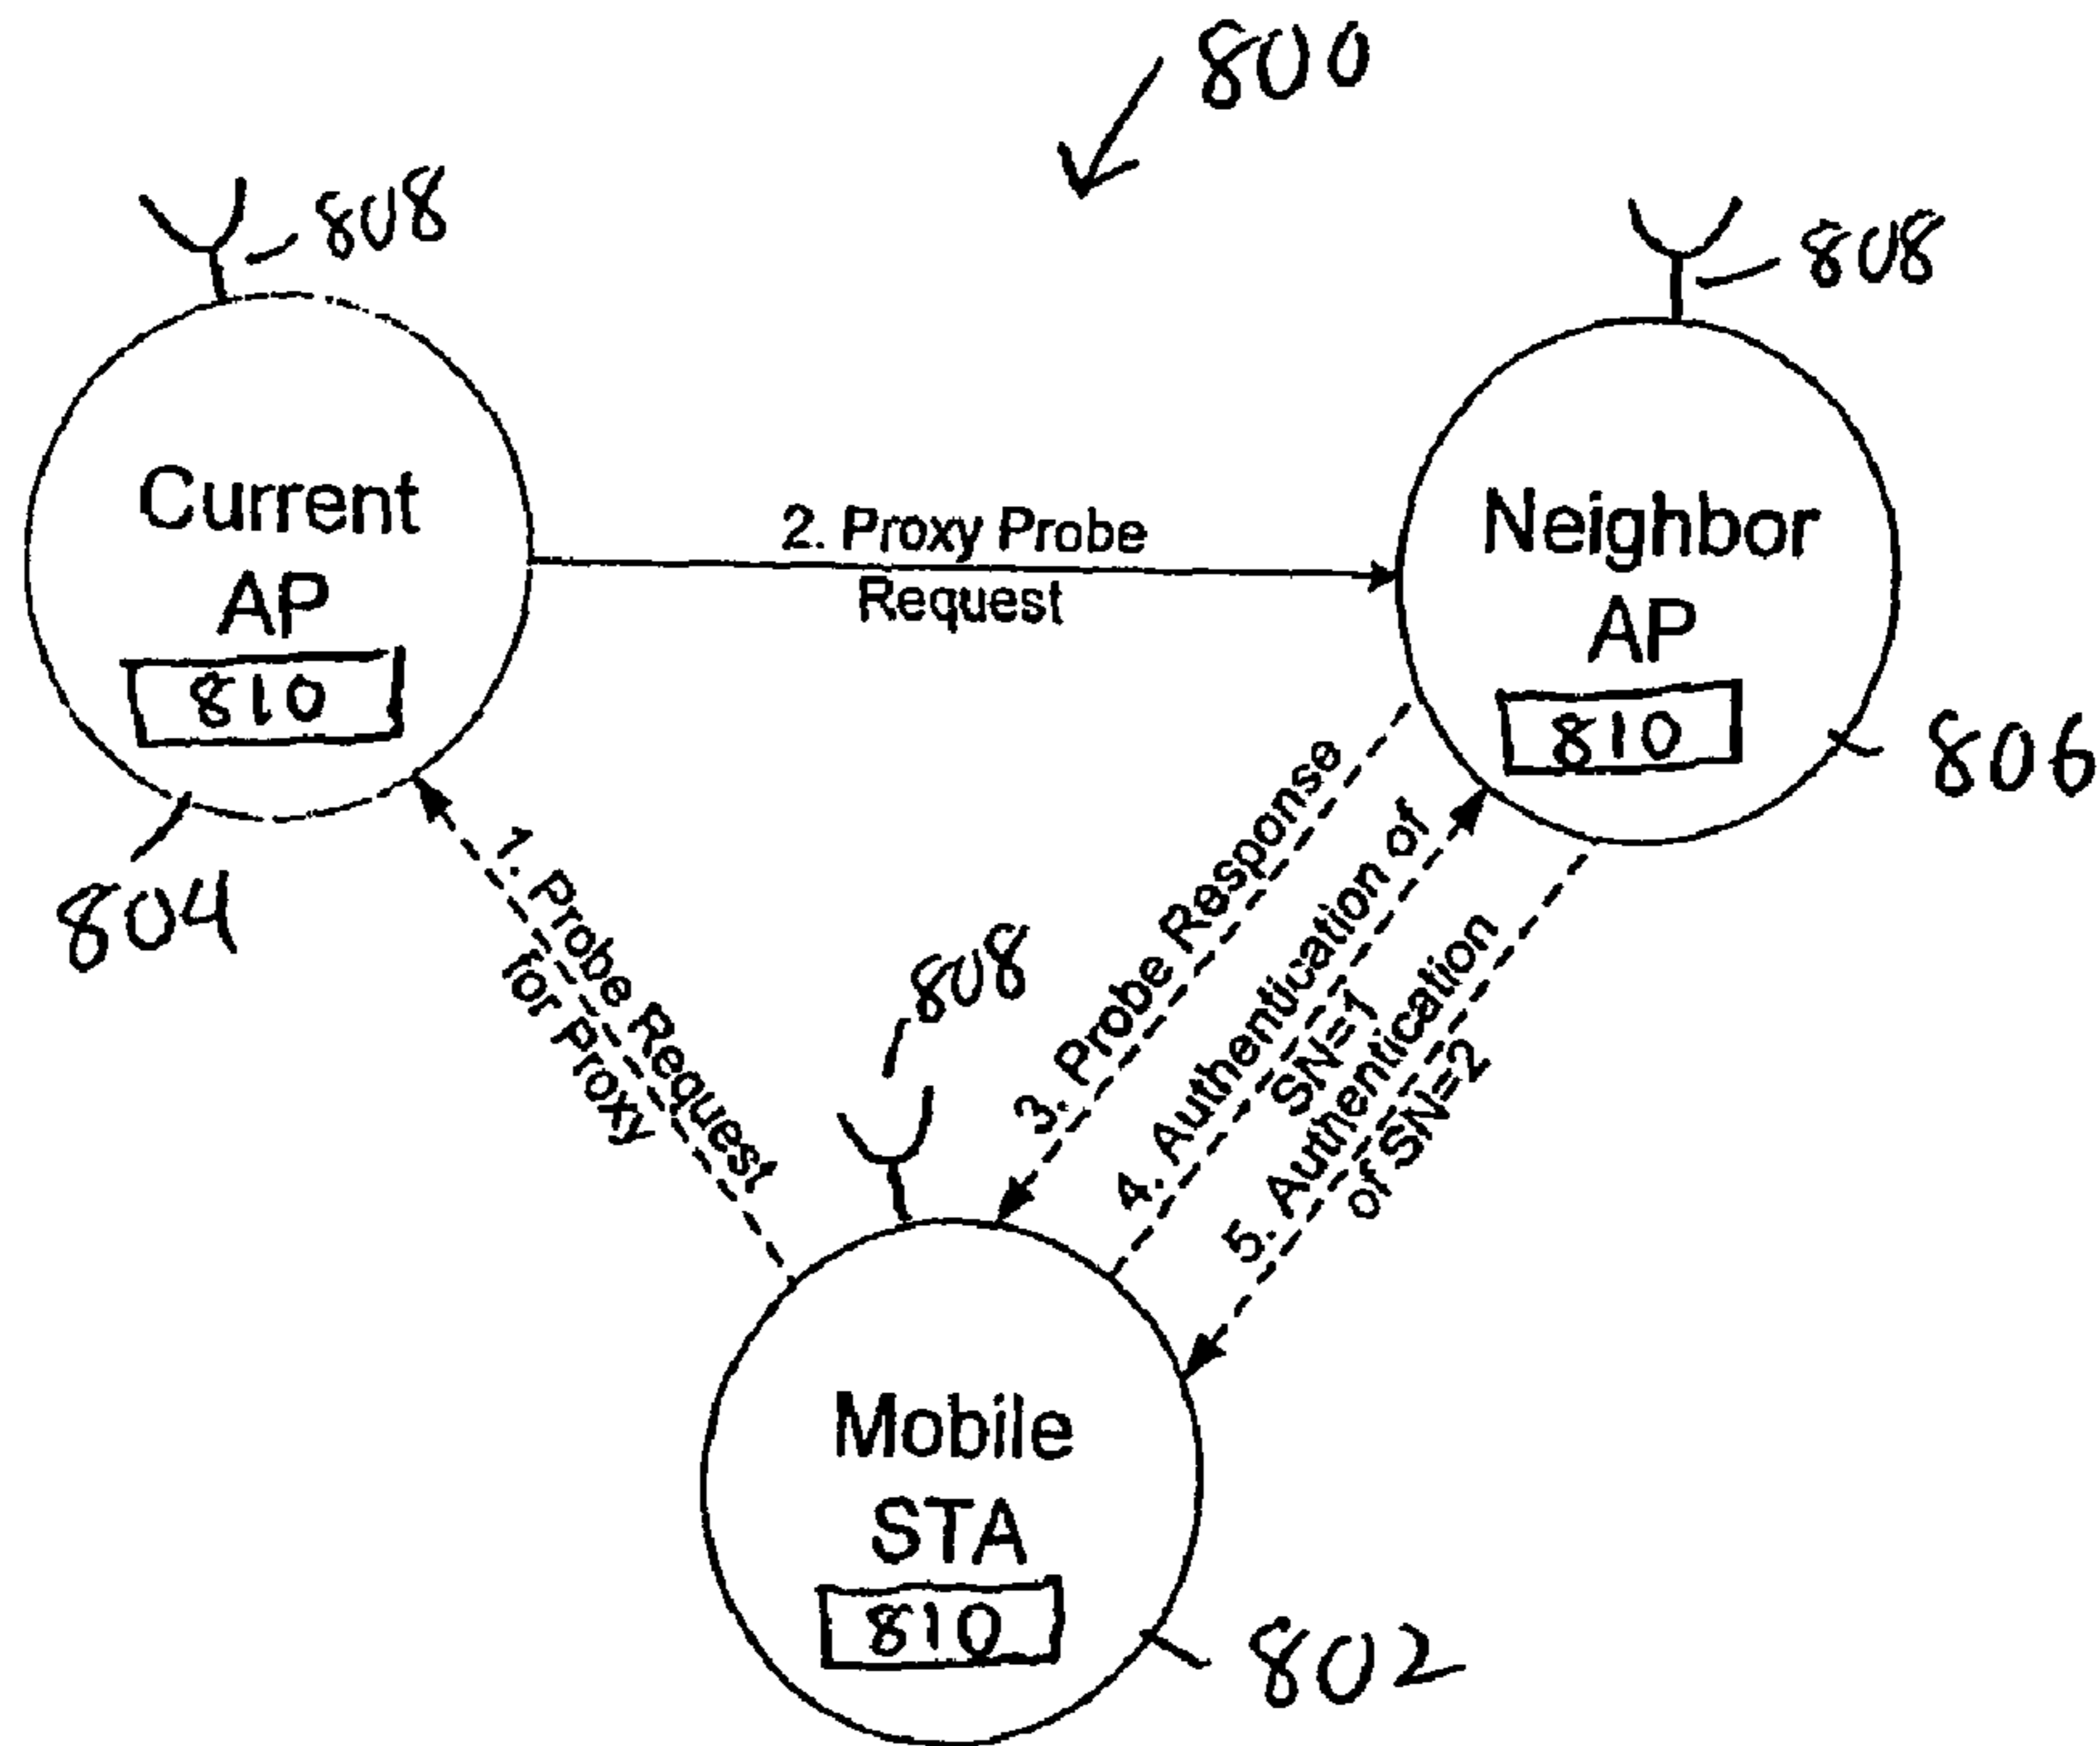 800
808
808
Current
AP
810
2. Proxy Probe
Request
Neighbor
AP
810
806
804
1. Probe Request
for Proxy
808
3. Probe Response
4. Authentication of
SN=1
5. Authentication
of SN=2
Mobile
STA
810
802